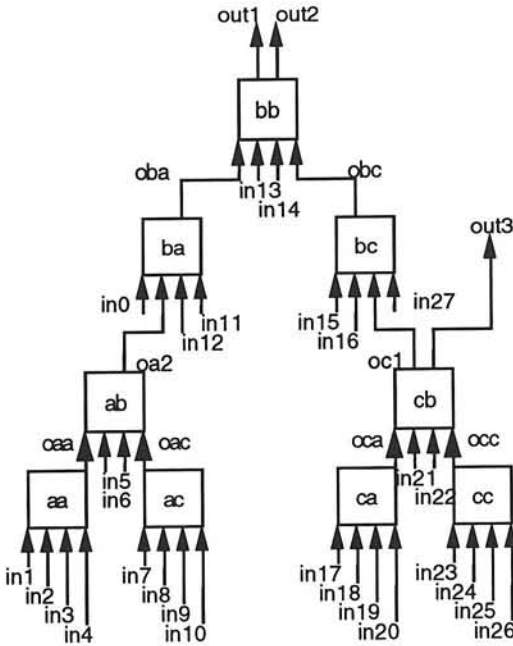 out1 out2
bb
oba obc
in13
in14
out3
ba bc
in0 in11 in15 in27
in12 in16
oa2 oc1
ab cb
oaa oac oca occ
in5 in21
in6 in22
aa ac ca cc
in1 in7 in17 in23
in2 in8 in18 in24
in3 in9 in19 in25
in4 in10 in20 in26